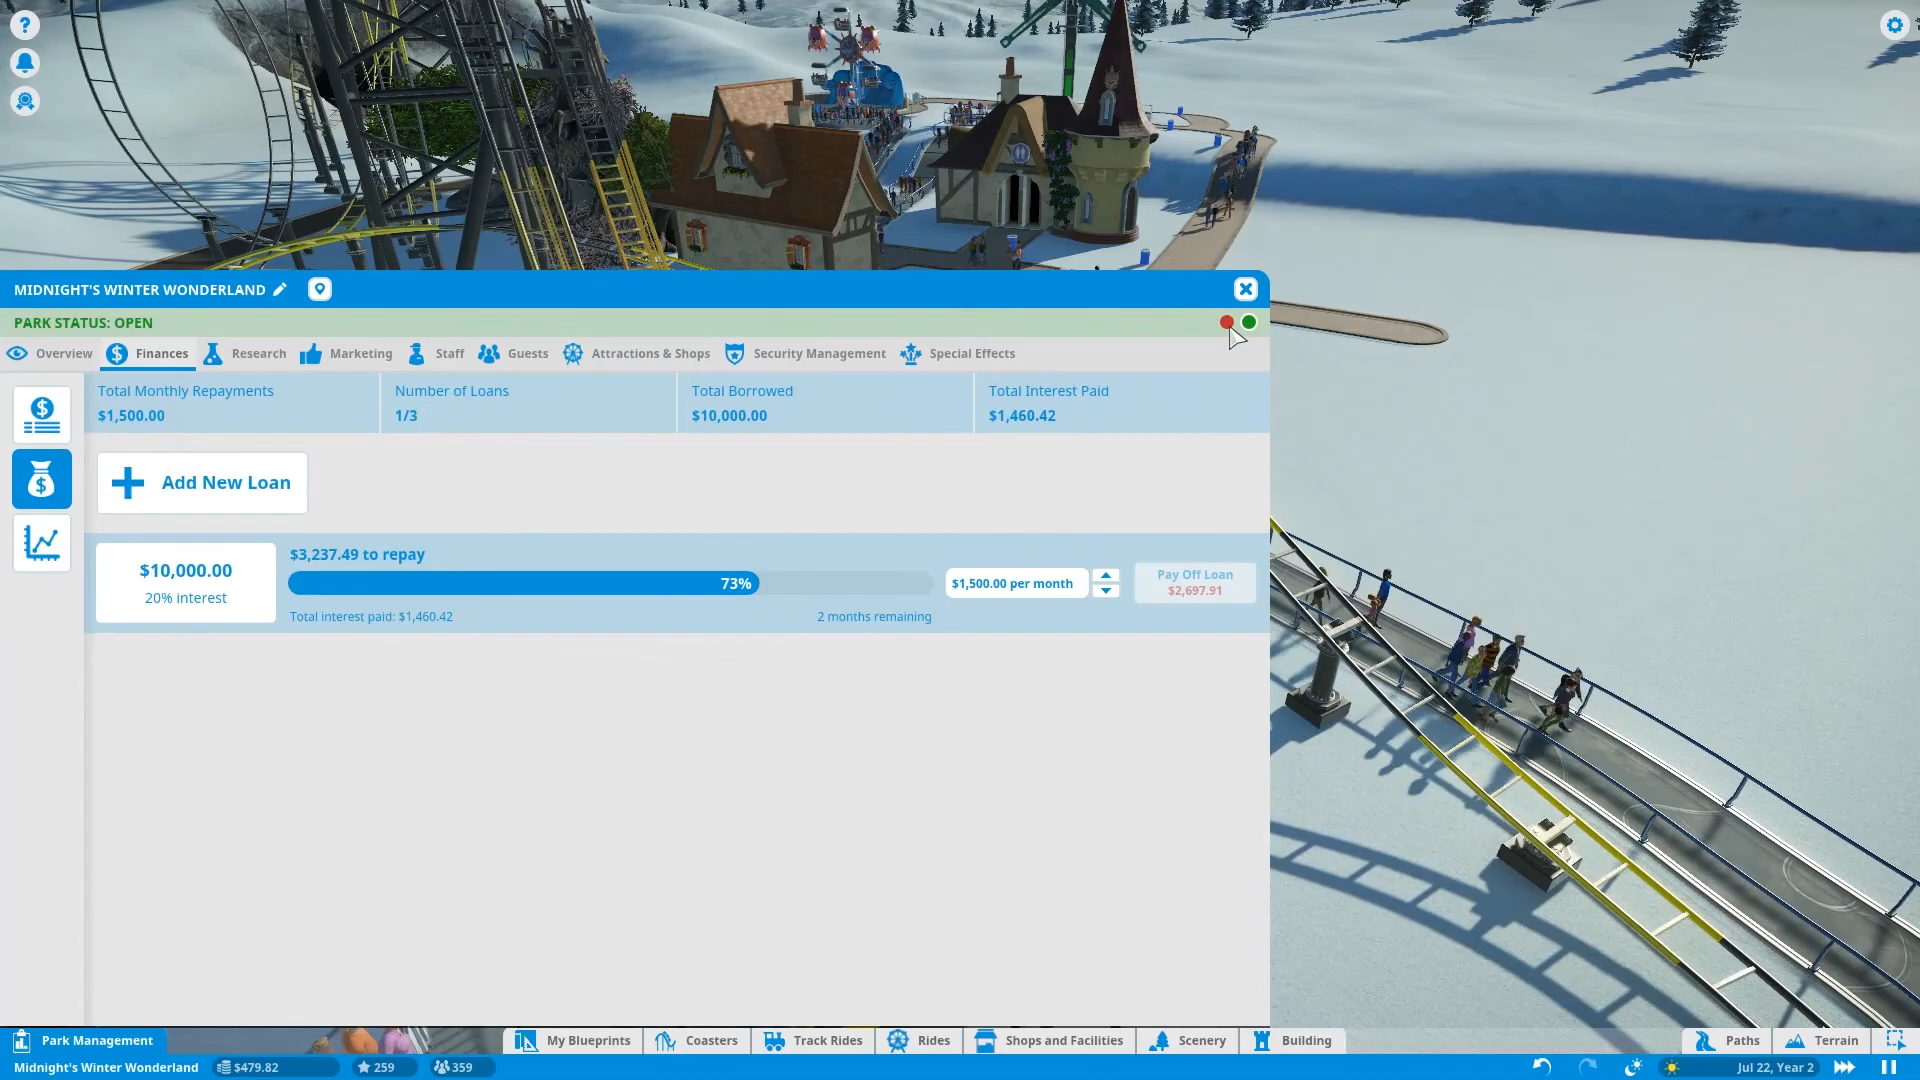 MIDNIGHT'S WINTER WONDERLAND
PARK STATUS: OPEN
Overview
Finances
Research
Marketing
Staff
Guests
Attractions & Shops
Security Management
Special Effects
Total Monthly Repayments
$1,500.00
Number of Loans
1/3
Total Borrowed
$10,000.00
Total Interest Paid
$1,460.42
Add New Loan
$10,000.00
20% interest
$3,237.49 to repay
73%
Total interest paid: $1,460.42
2 months remaining
$1,500.00 per month
Pay Off Loan
$2,697.91
Park Management
My Blueprints
Coasters
Track Rides
Rides
Shops and Facilities
Scenery
Building
Paths
Terrain
Midnight's Winter Wonderland
$479.82
259
359
Jul 22, Year 2